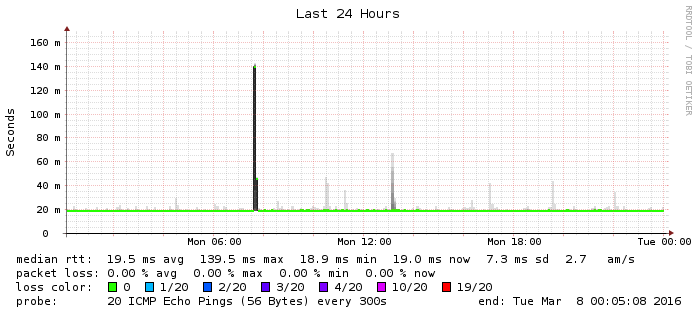 Last 24 Hours
RRDTOOL / TOBI OETIKER
Seconds
160 m
140 m
120 m
100 m
80 m
60 m
40 m
20 m
0
Mon 06:00 Mon 12:00 Mon 18:00 Tue 00:00
median rtt: 19.5 ms avg 139.5 ms max 18.9 ms min 19.0 ms now 7.3 ms sd 2.7 am/s
packet loss: 0.00 % avg 0.00 % max 0.00 % min 0.00 % now
loss color: 0 1/20 2/20 3/20 4/20 10/20 19/20
probe: 20 ICMP Echo Pings (56 Bytes) every 300s end: Tue Mar 8 00:05:08 2016